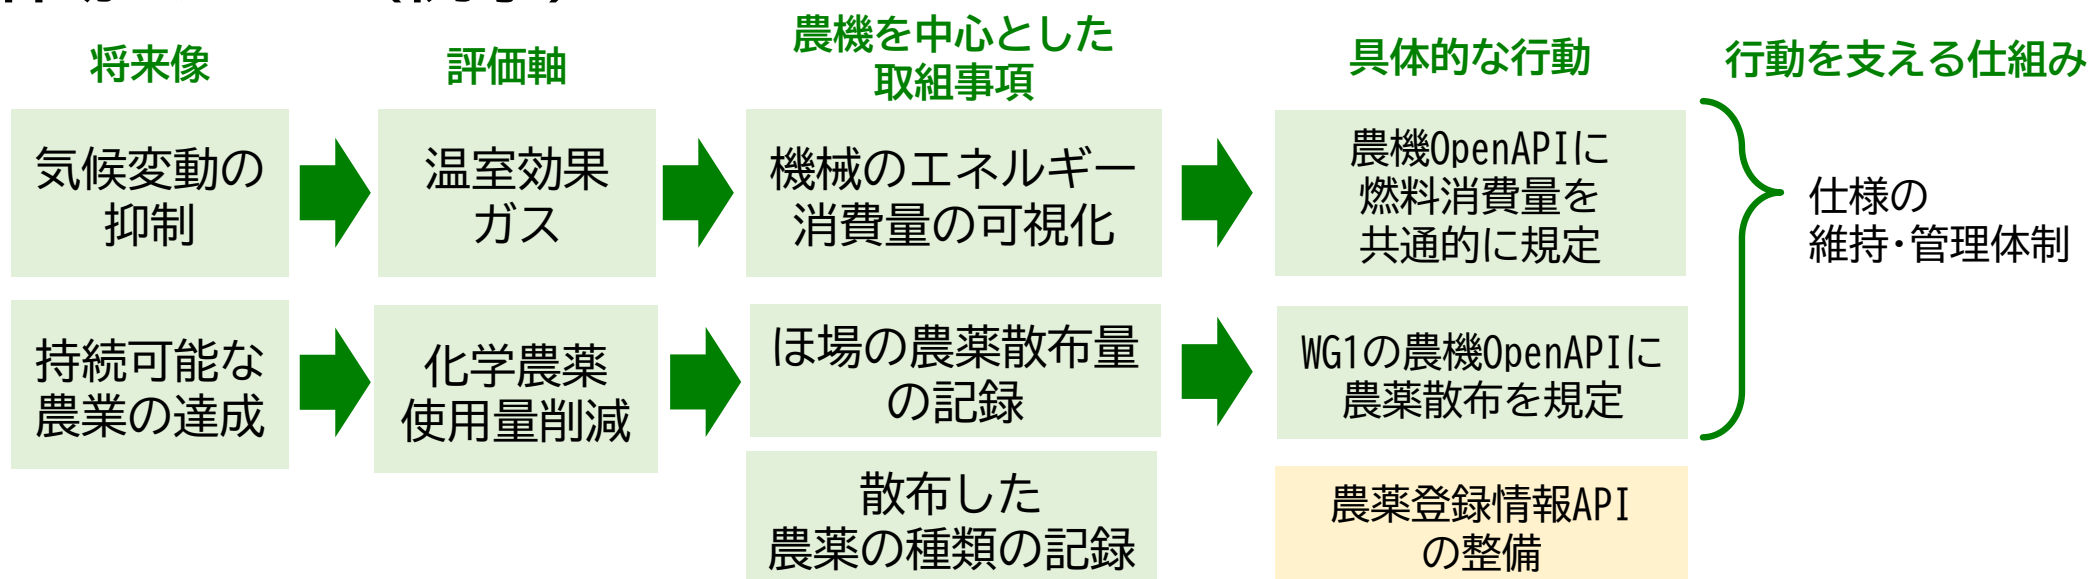 将来像
評価軸
農機を中心とした
取組事項
具体的な行動
行動を支える仕組み
気候変動の
抑制
温室効果
ガス
機械のエネルギー
消費量の可視化
農機OpenAPIに
燃料消費量を
共通的に規定
仕様の
維持・管理体制
持続可能な
農業の達成
化学農薬
使用量削減
ほ場の農薬散布量
の記録
WG1の農機OpenAPIに
農薬散布を規定
散布した
農薬の種類の記録
農薬登録情報API
の整備